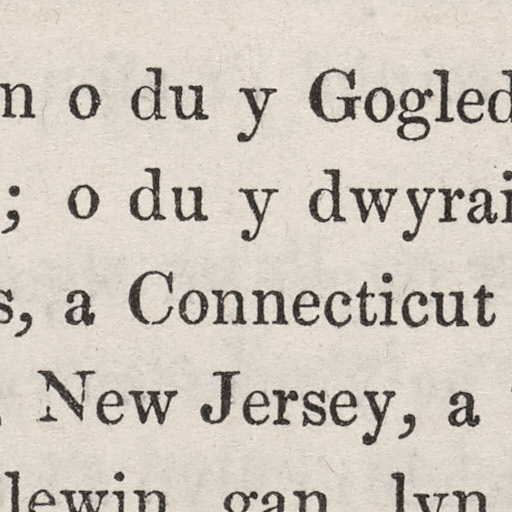 n o du y Gogled
; o du y dwyrai
s, a Connecticut
New Jersey, a
lewin gan lyn